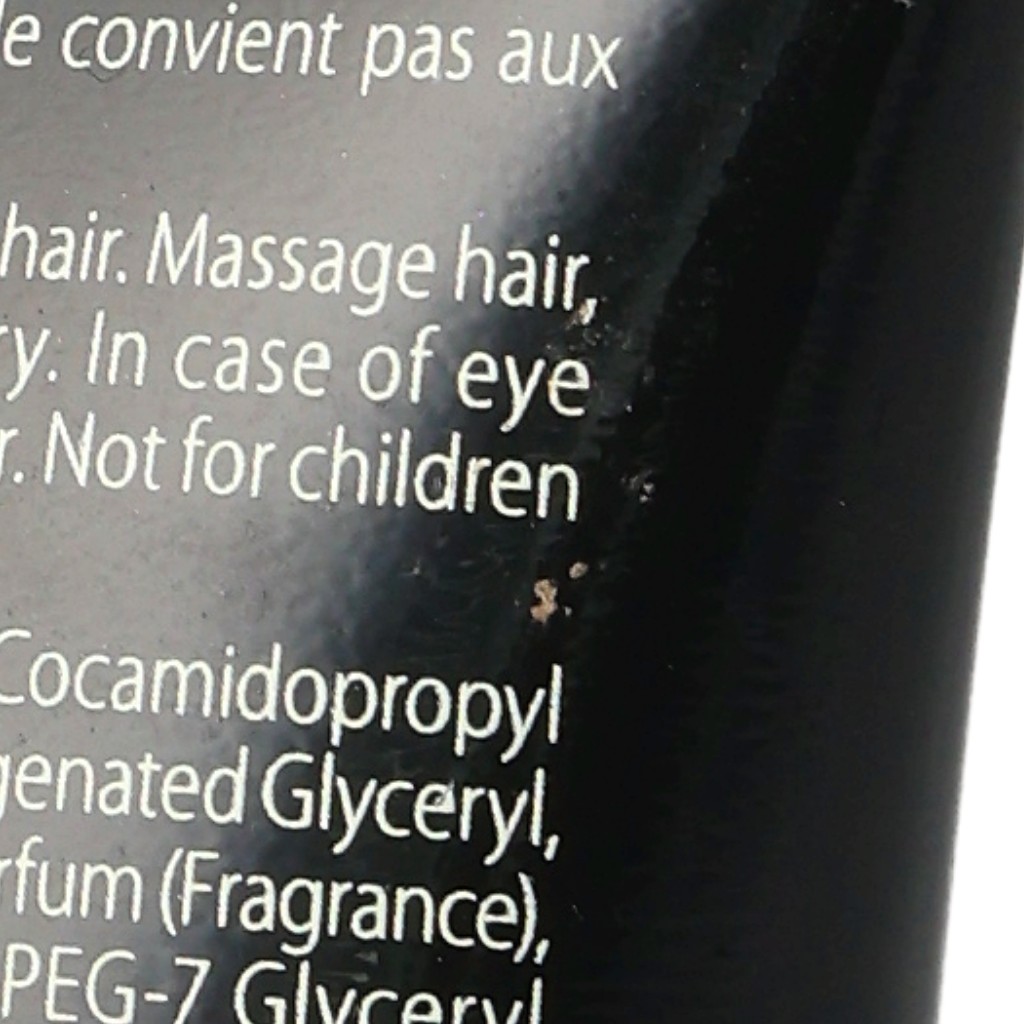 convient pas aux
hair. Massage hair,
In case of eye
Not for children
Cocamidopropyl
genated Glyceryl,
rfum (Fragrance),
PEG-7 Glyceryl